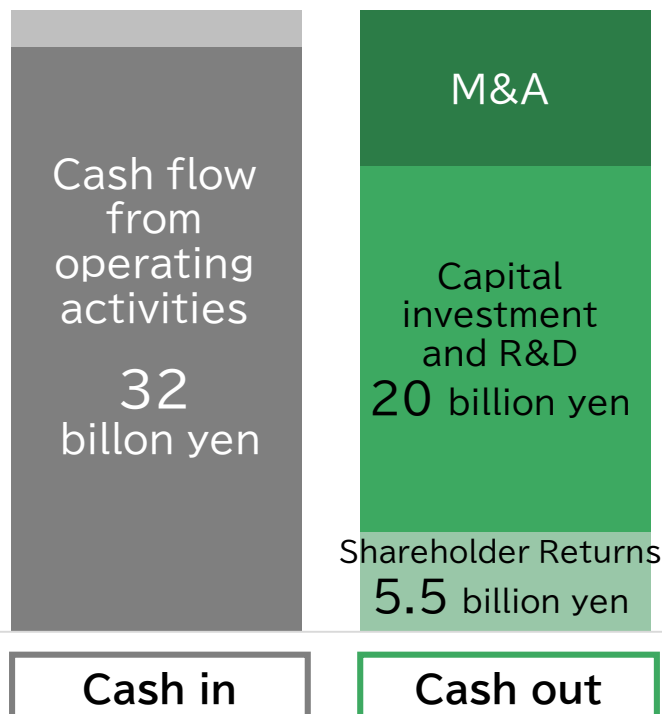 Cash flow
from
operating
activities
32
billon yen
M&A
Capital
investment
and R&D
20 billion yen
Shareholder Returns
5.5 billion yen
Cash in
Cash out